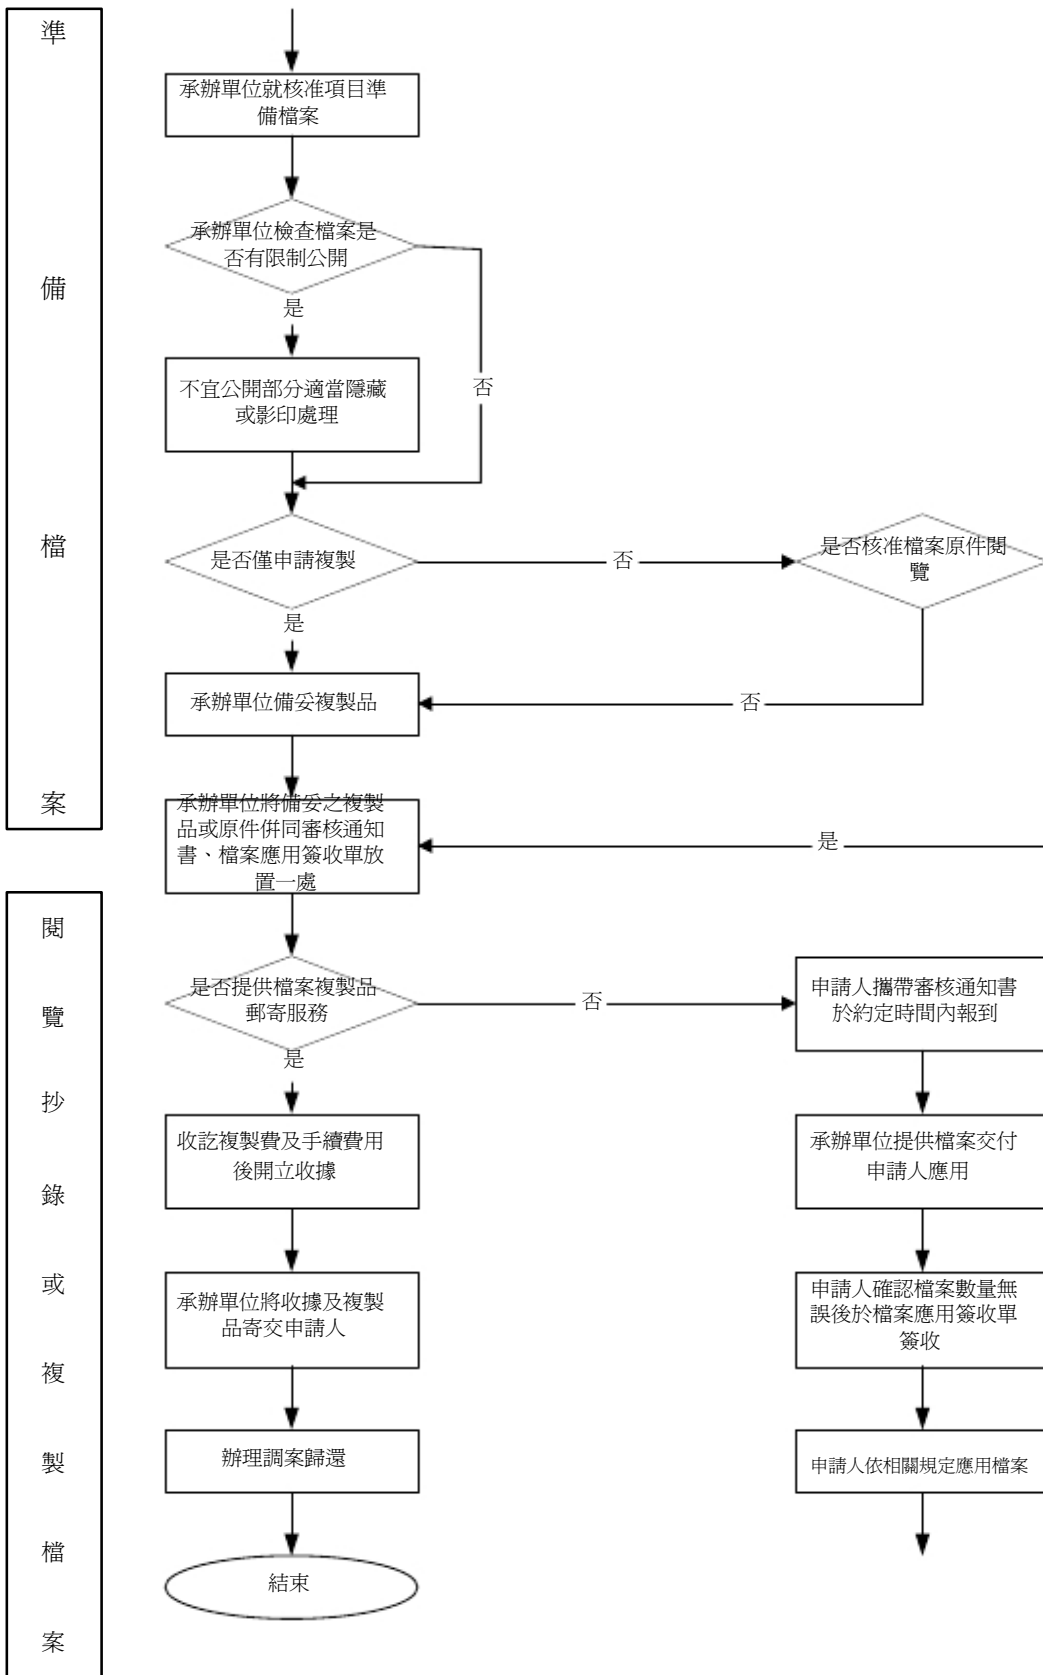 準
備
檔
案
承辦單位就核准項目準
備檔案
承辦單位檢查檔案是
否有限制公開
是
否
不宜公開部分適當隱藏
或影印處理
是否僅申請複製
否
是否核准檔案原件閱
覽
是
承辦單位備妥複製品
否
承辦單位將備妥之複製
品或原件併同審核通知
書、檔案應用簽收單放
置一處
是
閱
覽
抄
錄
或
複
製
檔
案
是否提供檔案複製品
郵寄服務
否
申請人攜帶審核通知書
於約定時間內報到
是
收訖複製費及手續費用
後開立收據
承辦單位提供檔案交付
申請人應用
承辦單位將收據及複製
品寄交申請人
申請人確認檔案數量無
誤後於檔案應用簽收單
簽收
辦理調案歸還
申請人依相關規定應用檔案
結束